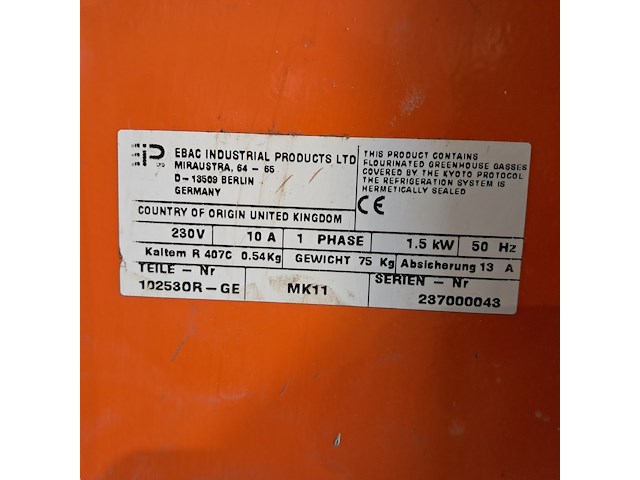 EIP LTD
EBAC INDUSTRIAL PRODUCTS LTD
MIRAUSTRA, 64 - 65
D-13509 BERLIN
GERMANY
THIS PRODUCT CONTAINS
FLOURINATED GREENHOUSE GASSES
COVERED BY THE KYOTO PROTOCOL
THE REFRIGERATION SYSTEM IS
HERMETICALLY SEALED
CE
COUNTRY OF ORIGIN UNITED KINGDOM
230V 10 A 1 PHASE 1.5 kW 50 Hz
Kaltem R 407C 0.54Kg GEWICHT 75 Kg Absicherung 13 A
TEILE - Nr
102530R-GE
MK11
SERIEN - Nr
237000043